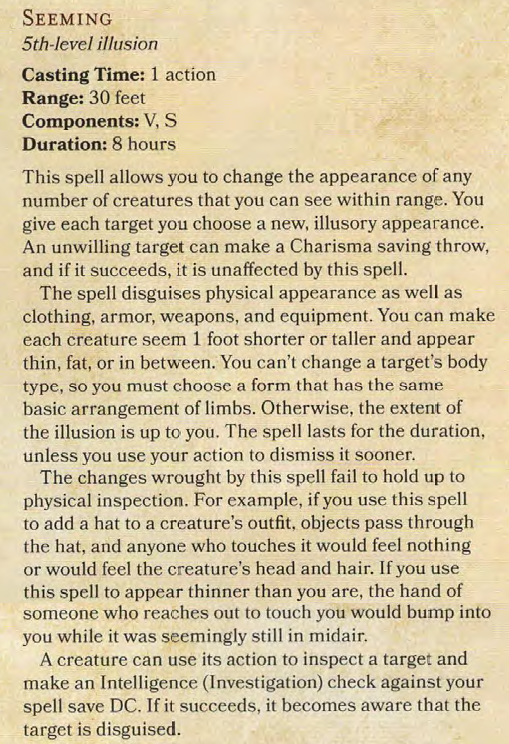 SEEMING
5th-level illusion
Casting Time: 1 action
Range: 30 feet
Components: V, S
Duration: 8 hours
This spell allows you to change the appearance of any
number of creatures that you can see within range. You
give each target you choose a new, illusory appearance.
An unwilling target can make a Charisma saving throw,
and if it succeeds, it is unaffected by this spell.
The spell disguises physical appearance as well as
clothing, armor, weapons, and equipment. You can make
each creature seem 1 foot shorter or taller and appear
thin, fat, or in between. You can't change a target's body
type, so you must choose a form that has the same
basic arrangement of limbs. Otherwise, the extent of
the illusion is up to you. The spell lasts for the duration,
unless you use your action to dismiss it sooner.
The changes wrought by this spell fail to hold up to
physical inspection. For example, if you use this spell
to add a hat to a creature's outfit, objects pass through
the hat, and anyone who touches it would feel nothing
or would feel the creature's head and hair. If you use
this spell to appear thinner than you are, the hand of
someone who reaches out to touch you would bump into
you while it was seemingly still in midair.
A creature can use its action to inspect a target and
make an Intelligence (Investigation) check against your
spell save DC. If it succeeds, it becomes aware that the
target is disguised.